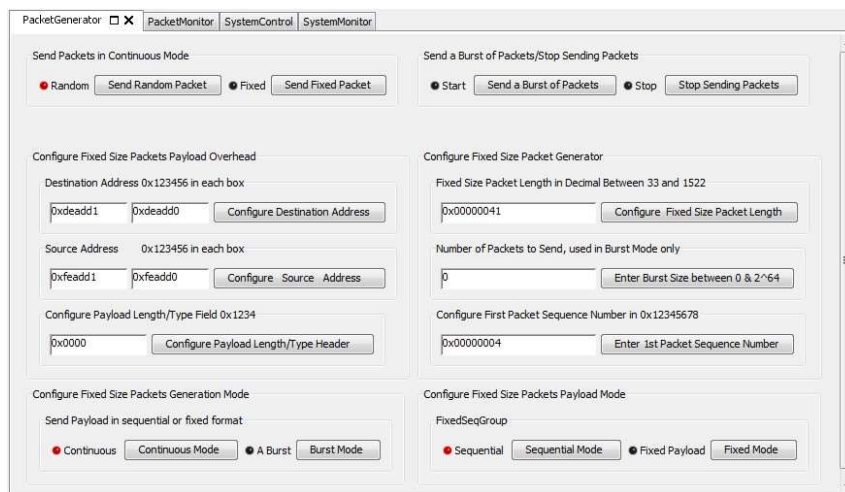 PacketGenerator PacketMonitor SystemControl SystemMonitor
Send Packets in Continuous Mode
Random Send Random Packet Fixed Send Fixed Packet
Send a Burst of Packets/Stop Sending Packets
Start Send a Burst of Packets Stop Stop Sending Packets
Configure Fixed Size Packets Payload Overhead
Destination Address 0x123456 in each box
0xdeadd1 0xdeadd0 Configure Destination Address
Source Address 0x123456 in each box
0xfeadd1 0xfeadd0 Configure Source Address
Configure Payload Length/Type Field 0x1234
0x0000 Configure Payload Length/Type Header
Configure Fixed Size Packet Generator
Fixed Size Packet Length in Decimal Between 33 and 1522
0x00000041 Configure Fixed Size Packet Length
Number of Packets to Send, used in Burst Mode only
0 Enter Burst Size between 0 & 2^64
Configure First Packet Sequence Number in 0x12345678
0x00000004 Enter 1st Packet Sequence Number
Configure Fixed Size Packets Generation Mode
Send Payload in sequential or fixed format
Continuous Continuous Mode A Burst Burst Mode
Configure Fixed Size Packets Payload Mode
FixedSeqGroup
Sequential Sequential Mode Fixed Payload Fixed Mode